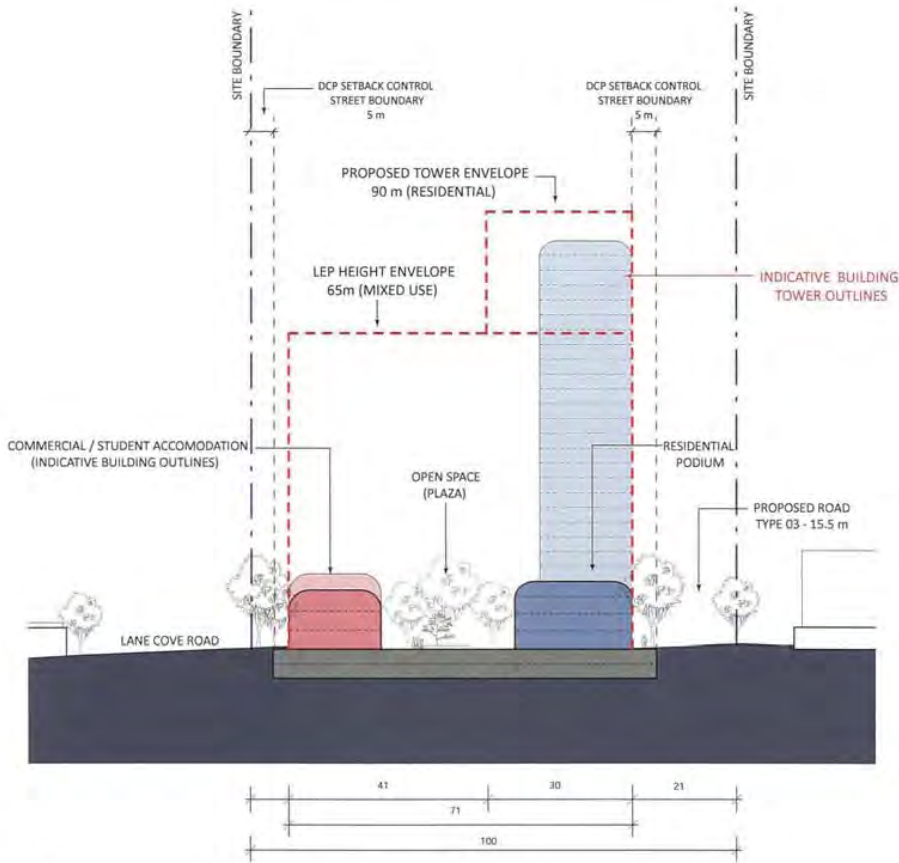 SITE BOUNDARY
DCP SETBACK CONTROL
STREET BOUNDARY
5 m
DCP SETBACK CONTROL
STREET BOUNDARY
5 m
SITE BOUNDARY
PROPOSED TOWER ENVELOPE
90 m (RESIDENTIAL)
LEP HEIGHT ENVELOPE
65m (MIXED USE)
INDICATIVE BUILDING
TOWER OUTLINES
COMMERCIAL / STUDENT ACCOMODATION
(INDICATIVE BUILDING OUTLINES)
OPEN SPACE
(PLAZA)
RESIDENTIAL
PODIUM
PROPOSED ROAD
TYPE 03 - 15.5 m
LANE COVE ROAD
41
30
21
71
100